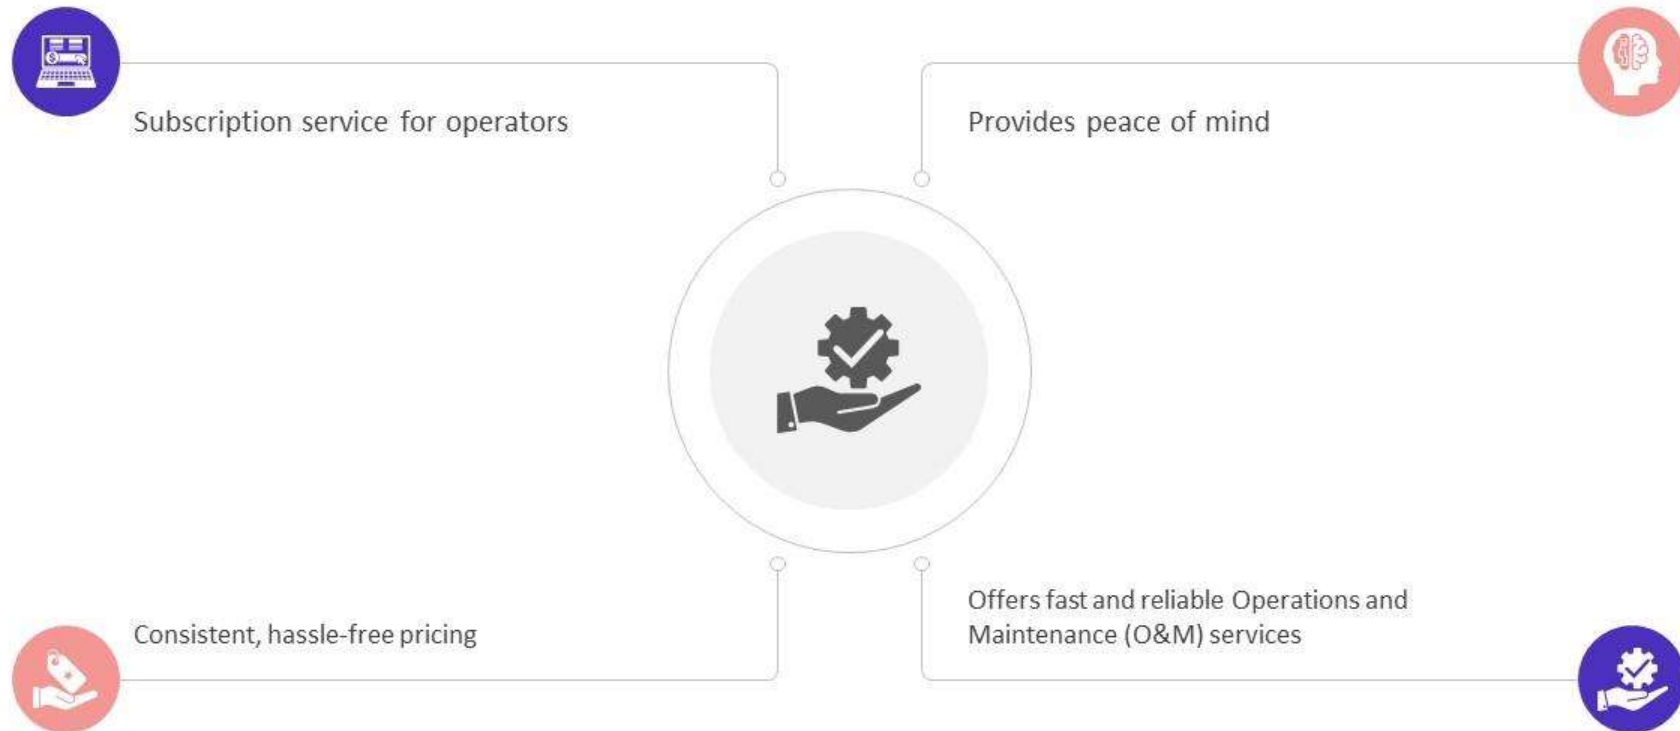 Subscription service for operators
Provides peace of mind
Consistent, hassle-free pricing
Offers fast and reliable Operations and
Maintenance (O&M) services